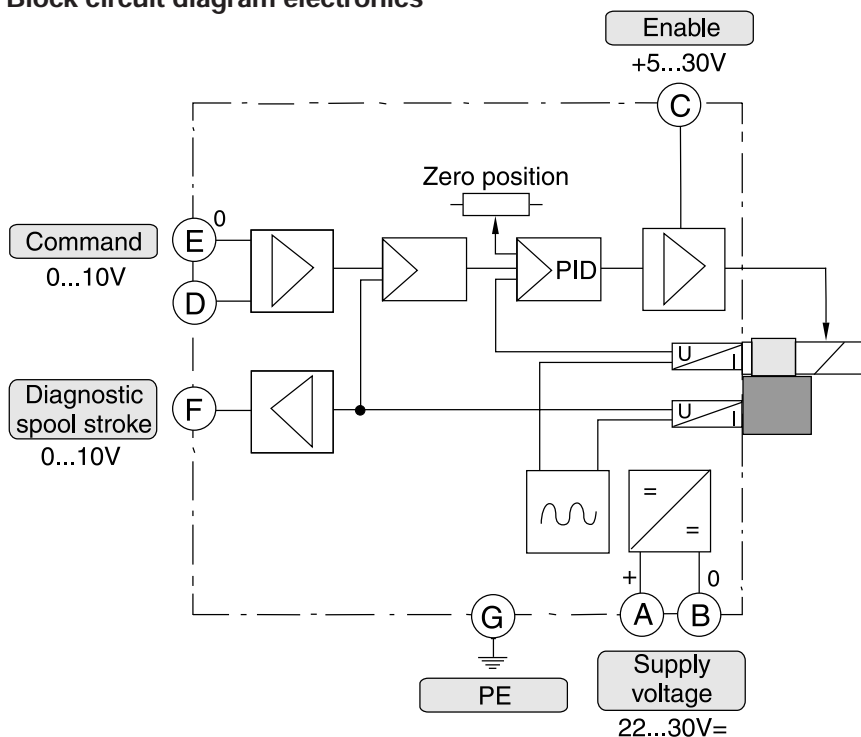 Block circuit diagram electronics
Enable
+5...30V
C
Zero position
E
0
Command
0...10V
D
PID
U
I
Diagnostic
spool stroke
0...10V
F
U
I
=
=
+
0
A
B
G
PE
Supply
voltage
22...30V=